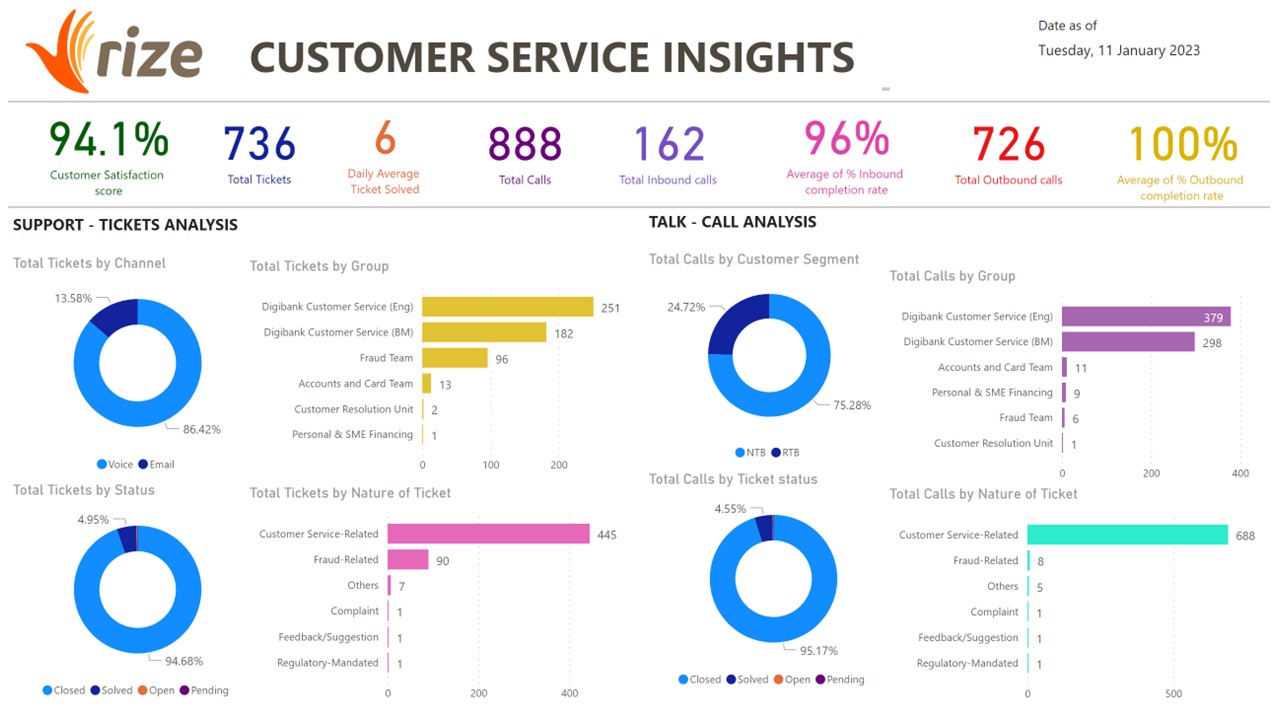 rize
CUSTOMER SERVICE INSIGHTS
Date as of
Tuesday, 11 January 2023
94.1%
Customer Satisfaction
score
736
Total Tickets
6
Daily Average
Ticket Solved
888
Total Calls
162
Total Inbound calls
96%
Average of % Inbound
completion rate
726
Total Outbound calls
100%
Average of % Outbound
completion rate
SUPPORT - TICKETS ANALYSIS
Total Tickets by Channel
13.58%
86.42%
Voice Email
Total Tickets by Group
Digibank Customer Service (Eng) 251
Digibank Customer Service (BM) 182
Fraud Team 96
Accounts and Card Team 13
Customer Resolution Unit 2
Personal & SME Financing 1
0 100 200
Total Tickets by Status
4.95%
94.68%
Closed Solved Open Pending
Total Tickets by Nature of Ticket
Customer Service-Related 445
Fraud-Related 90
Others 7
Complaint 1
Feedback/Suggestion 1
Regulatory-Mandated 1
0 200 400
TALK - CALL ANALYSIS
Total Calls by Customer Segment
24.72%
75.28%
NTB RTB
Total Calls by Group
Digibank Customer Service (Eng) 379
Digibank Customer Service (BM) 298
Accounts and Card Team 11
Personal & SME Financing 9
Fraud Team 6
Customer Resolution Unit 1
0 200 400
Total Calls by Ticket status
4.55%
95.17%
Closed Solved Open Pending
Total Calls by Nature of Ticket
Customer Service-Related 688
Fraud-Related 8
Others 5
Complaint 1
Feedback/Suggestion 1
Regulatory-Mandated 1
0 500